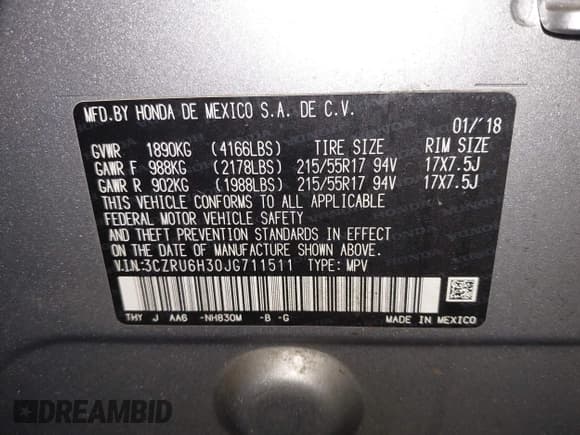 MFD.BY HONDA DE MEXICO S.A. DE C.V.
01/'18
GVWR 1890KG (4166LBS) TIRE SIZE RIM SIZE
GAWR F 988KG (2178LBS) 215/55R17 94V 17X7.5J
GAWR R 902KG (1988LBS) 215/55R17 94V 17X7.5J
THIS VEHICLE CONFORMS TO ALL APPLICABLE
FEDERAL MOTOR VEHICLE SAFETY
AND THEFT PREVENTION STANDARDS IN EFFECT
ON THE DATE OF MANUFACTURE SHOWN ABOVE.
V.I.N:3CZRU6H30JG711511 TYPE: MPV
THY J AA6 -NH830M -B -G
MADE IN MEXICO
DREAMBID